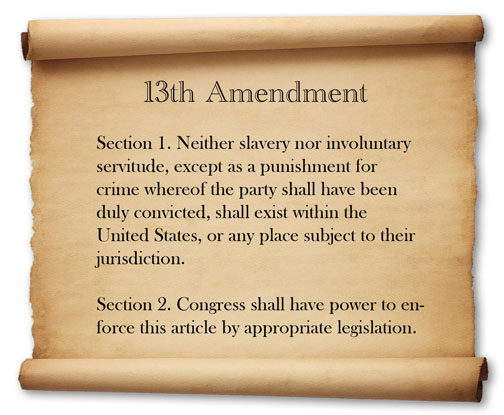 13th Amendment
Section 1. Neither slavery nor involuntary
servitude, except as a punishment for
crime whereof the party shall have been
duly convicted, shall exist within the
United States, or any place subject to their
jurisdiction.
Section 2. Congress shall have power to en-
force this article by appropriate legislation.